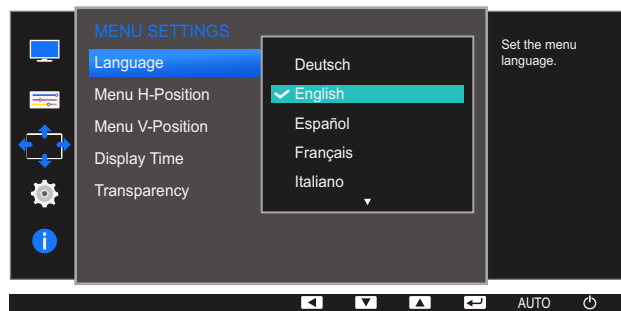 MENU SETTINGS
Language
Menu H-Position
Menu V-Position
Display Time
Transparency
Deutsch
English
Español
Français
Italiano
Set the menu
language.
AUTO